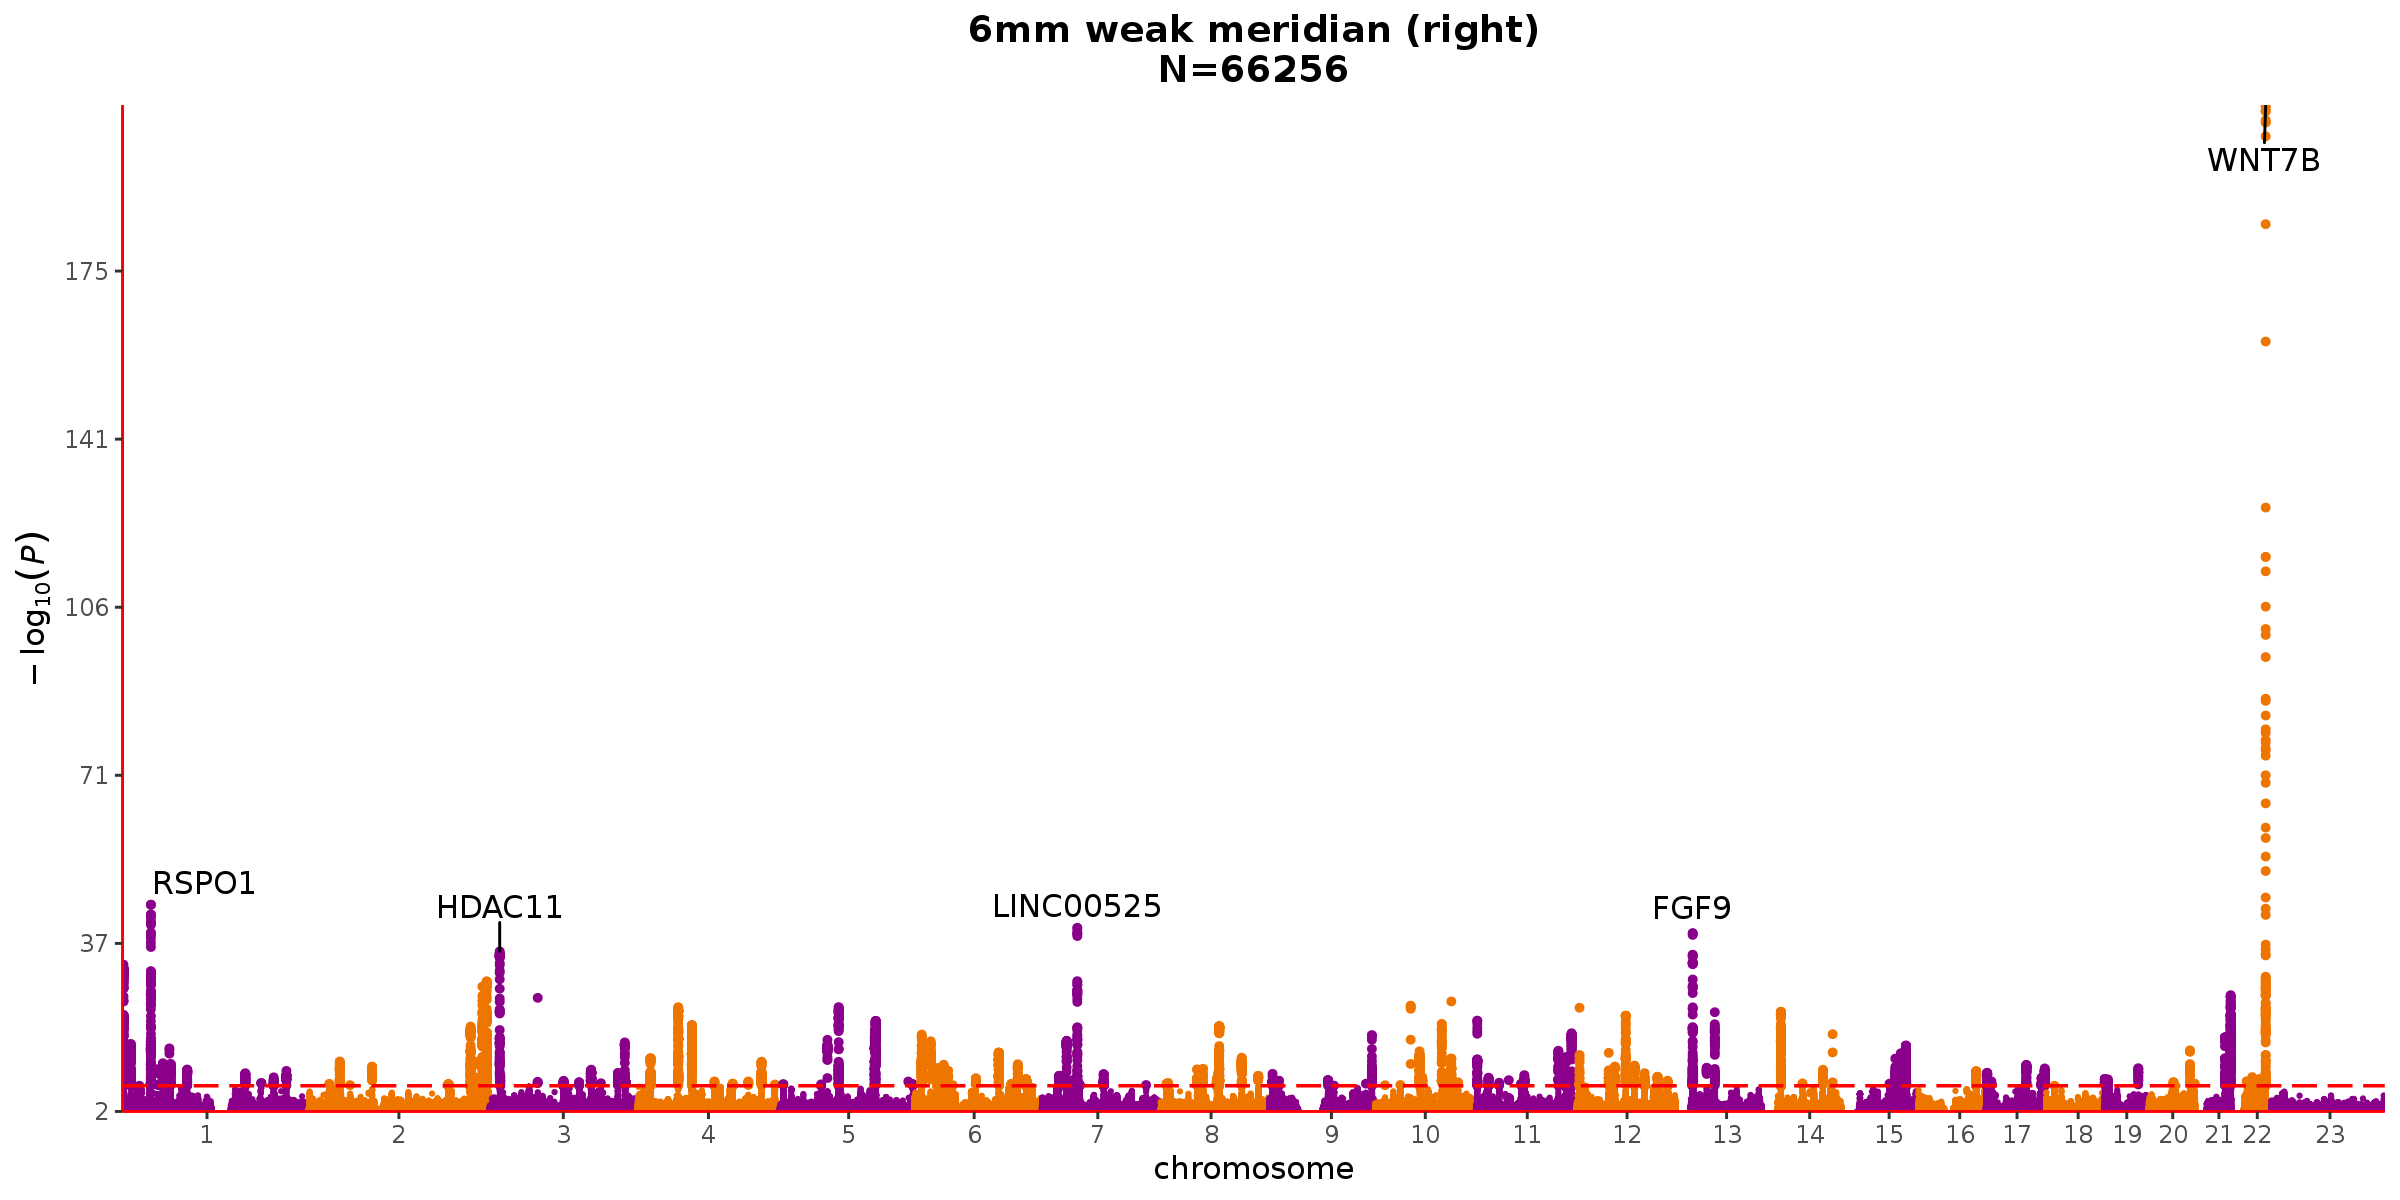 6mm weak meridian (right)
N=66256
WNT7B
175
141
106
71
37
2
− log10(P)
RSPO1
HDAC11
LINC00525
FGF9
1 2 3 4 5 6 7 8 9 10 11 12 13 14 15 16 17 18 19 20 21 22 23
chromosome